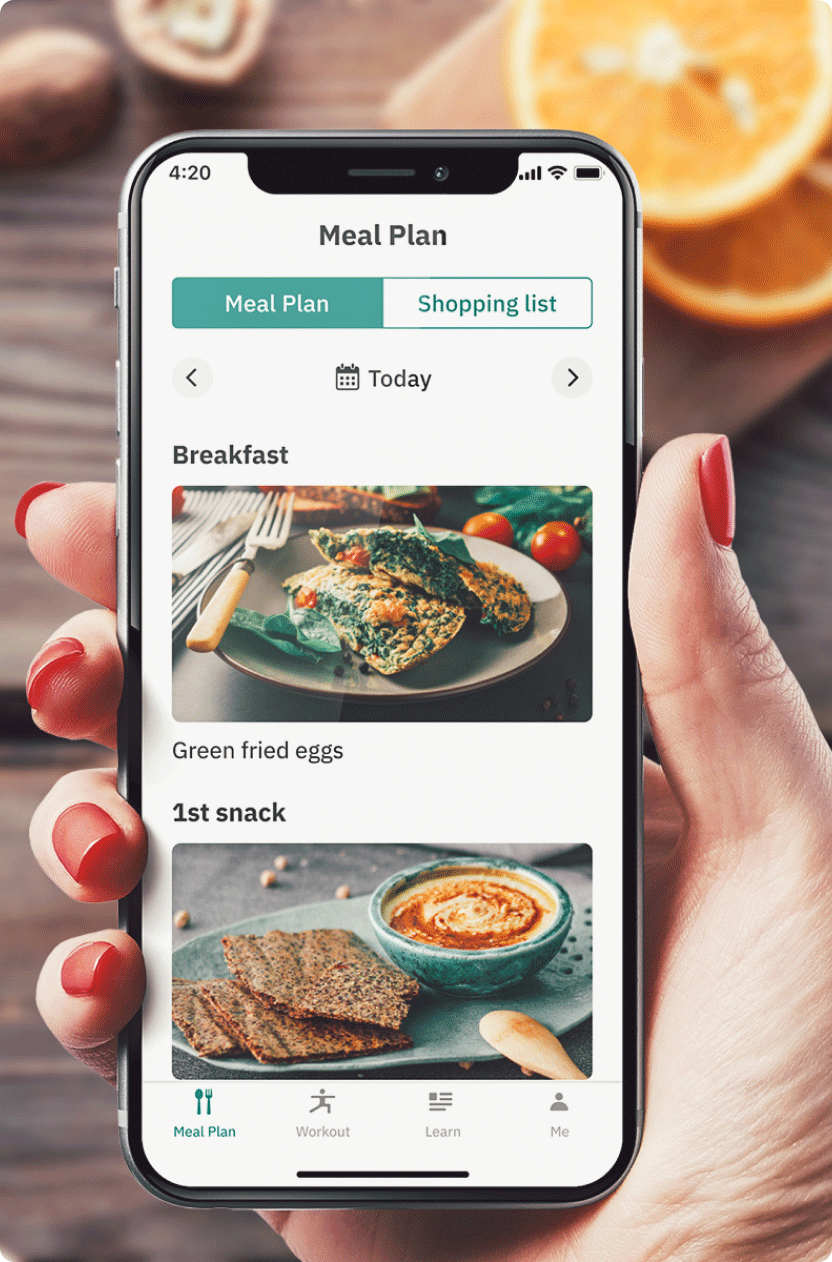 4:20
Meal Plan
Meal Plan
Shopping list
Today
Breakfast
Green fried eggs
1st snack
Meal Plan
Workout
Learn
Me